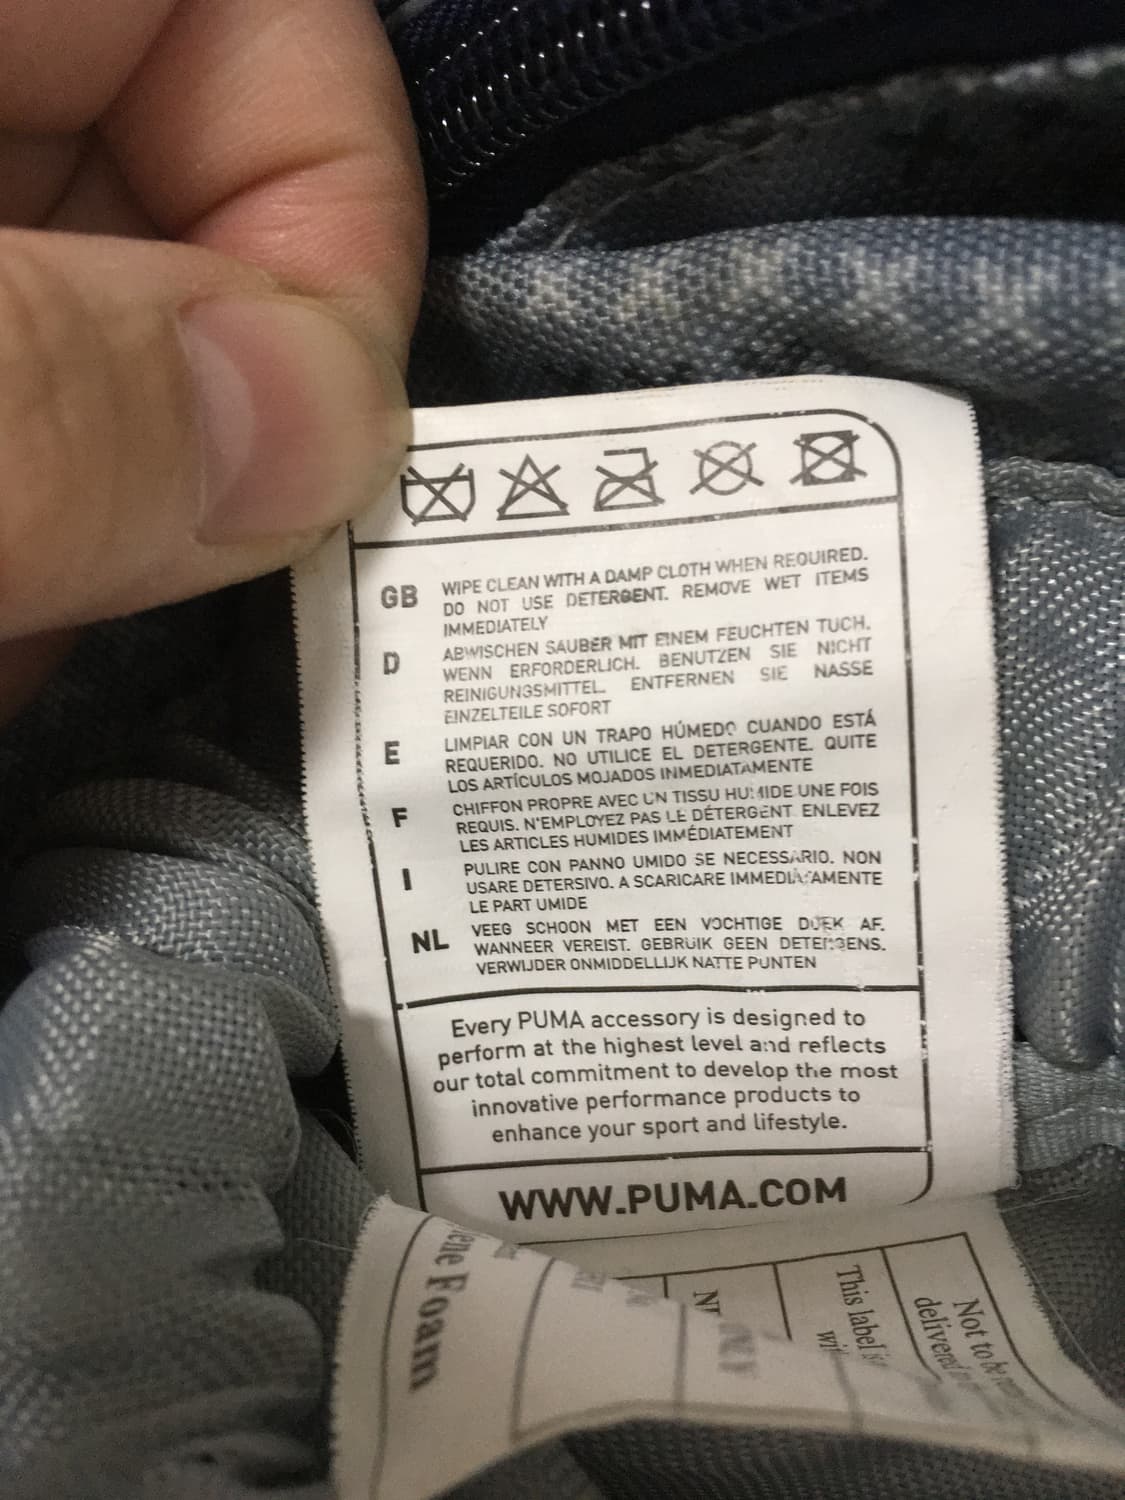 GB WIPE CLEAN WITH A DAMP CLOTH WHEN REQUIRED.
DO NOT USE DETERGENT. REMOVE WET ITEMS
IMMEDIATELY
D ABWISCHEN SAUBER MIT EINEM FEUCHTEN TUCH.
WENN ERFORDERLICH. BENUTZEN SIE NICHT
REINIGUNGSMITTEL. ENTFERNEN SIE NASSE
EINZELTEILE SOFORT
E LIMPIAR CON UN TRAPO HÚMEDO CUANDO ESTÁ
REQUERIDO. NO UTILICE EL DETERGENTE. QUITE
LOS ARTÍCULOS MOJADOS INMEDIATAMENTE
F CHIFFON PROPRE AVEC UN TISSU HUMIDE UNE FOIS
REQUIS. N'EMPLOYEZ PAS LE DÉTERGENT ENLEVEZ
LES ARTICLES HUMIDES IMMÉDIATEMENT
I PULIRE CON PANNO UMIDO SE NECESSARIO. NON
USARE DETERSIVO. A SCARICARE IMMEDIATAMENTE
LE PART UMIDE
NL VEEG SCHOON MET EEN VOCHTIGE DOEK AF.
WANNEER VEREIST. GEBRUIK GEEN DETERGENS.
VERWIJDER ONMIDDELLIJK NATTE PUNTEN
Every PUMA accessory is designed to
perform at the highest level and reflects
our total commitment to develop the most
innovative performance products to
enhance your sport and lifestyle.
WWW.PUMA.COM
Foam
This label
Not to be